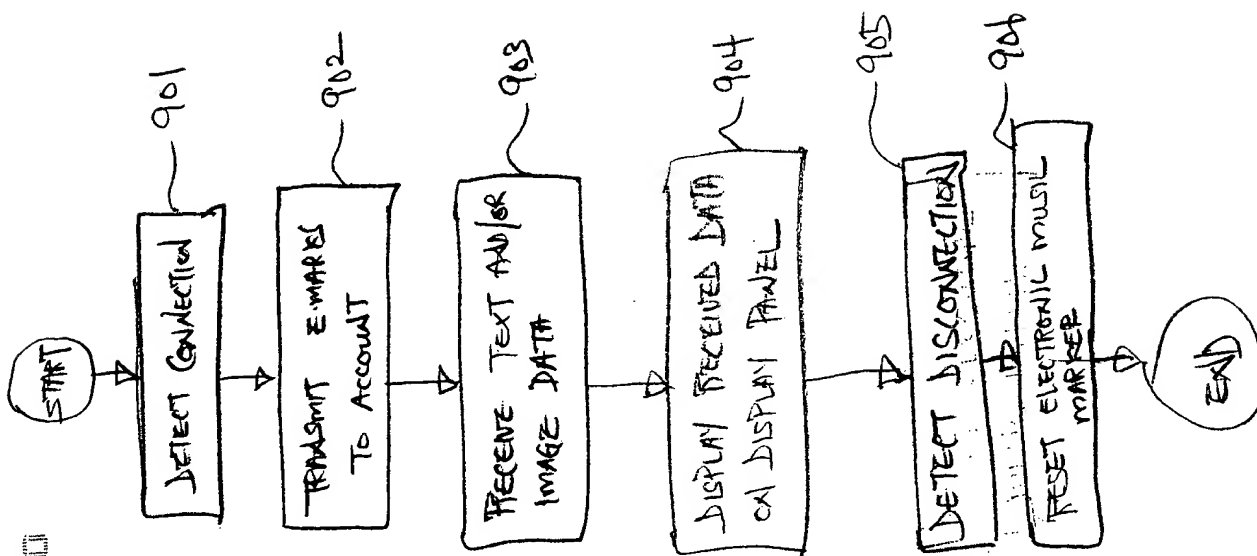 START
DETECT CONNECTION
901
TRANSMIT E-MARKS
TO ACCOUNT
902
RECEIVE TEXT AND/OR
IMAGE DATA
903
DISPLAY RECEIVED DATA
ON DISPLAY PANEL
904
DETECT DISCONNECTION
905
RESET ELECTRONIC MUSIC
MARKER
906
END